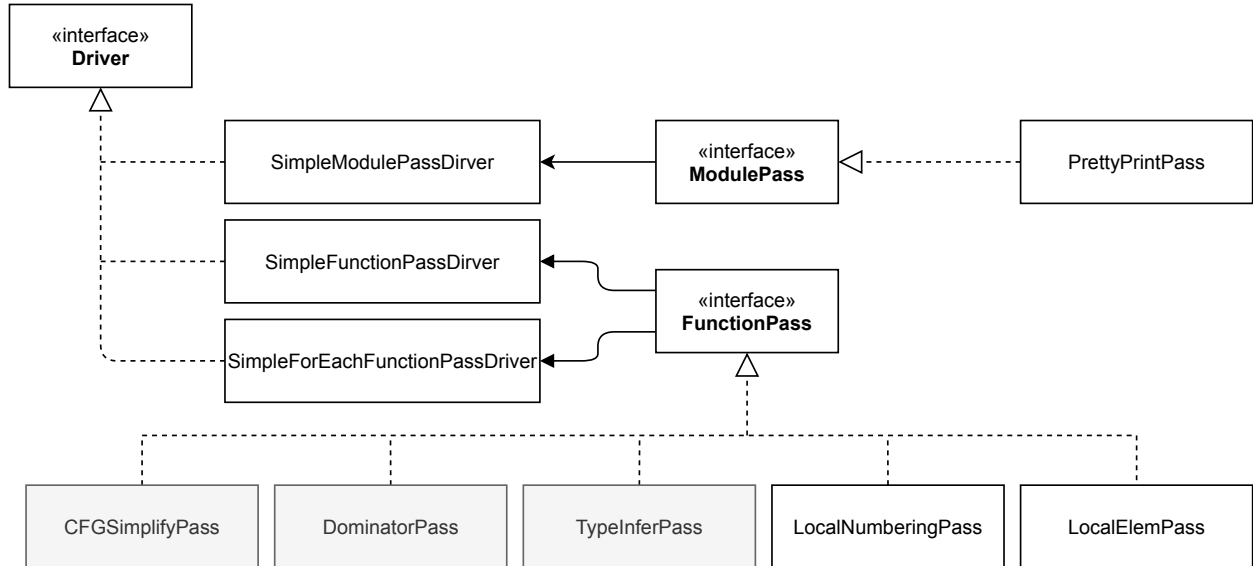 «interface»
Driver
SimpleModulePassDirver
«interface»
ModulePass
PrettyPrintPass
SimpleFunctionPassDirver
«interface»
FunctionPass
SimpleForEachFunctionPassDriver
CFGSimplifyPass
DominatorPass
TypeInferPass
LocalNumberingPass
LocalElemPass